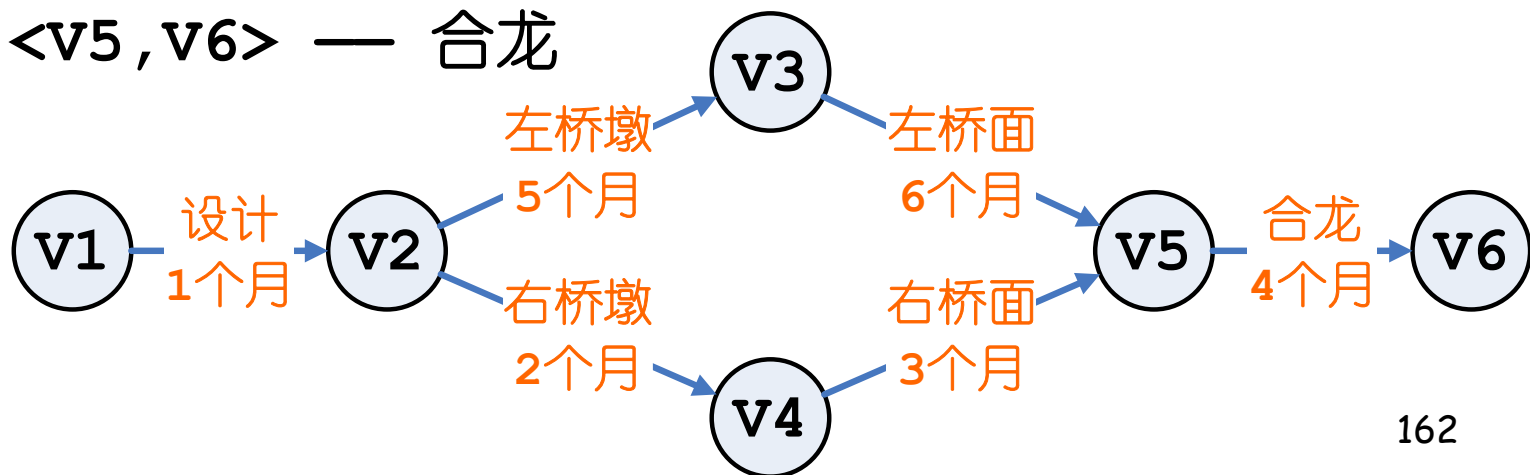 <V5,V6> —— 合龙
V3
左桥墩
5个月
左桥面
6个月
V1
设计
1个月
V2
V5
合龙
4个月
V6
右桥墩
2个月
右桥面
3个月
V4
162